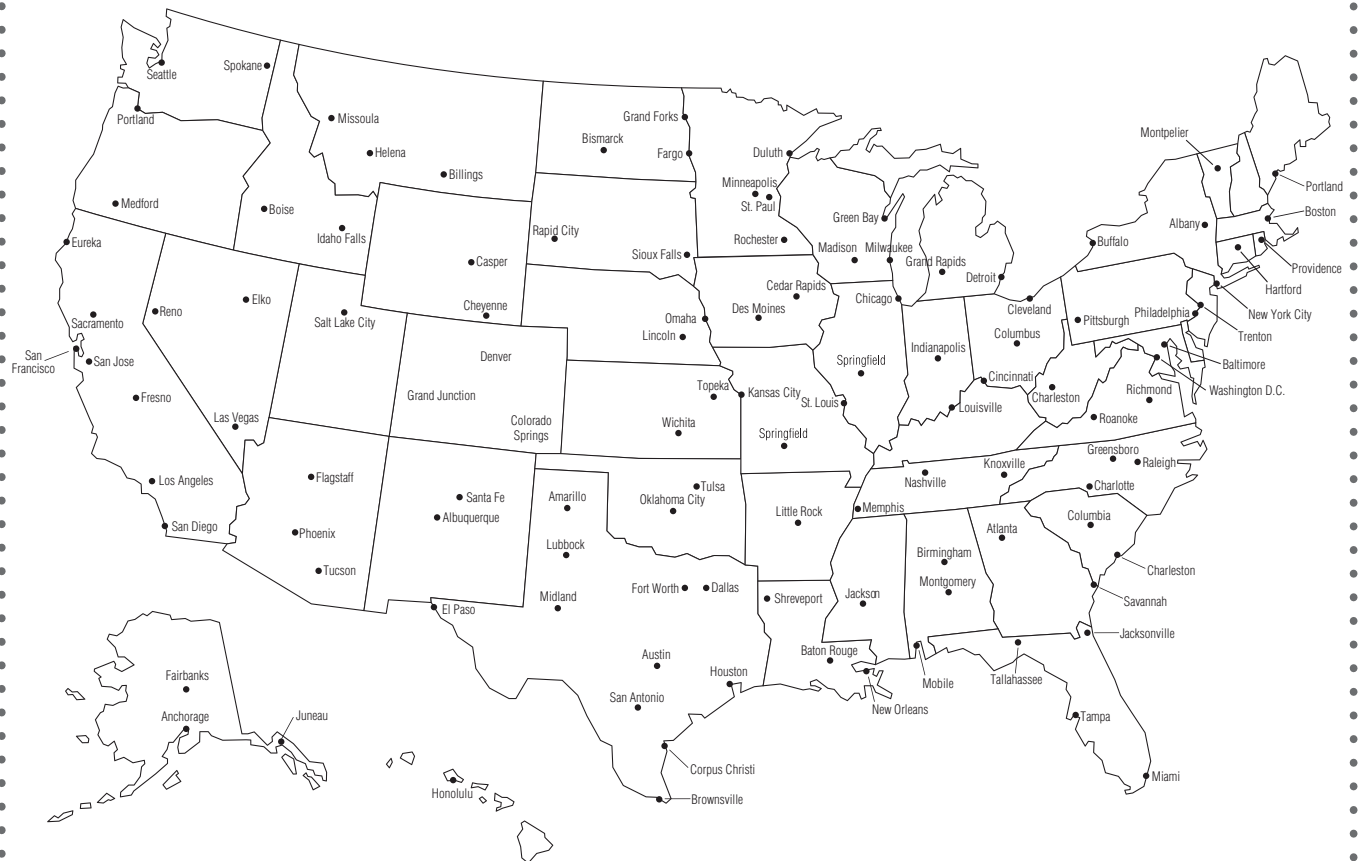 Seattle
Spokane
Portland
Medford
Missoula
Helena
Billings
Boise
Idaho Falls
Eureka
Sacramento
San
Francisco
San Jose
Fresno
Los Angeles
San Diego
Reno
Elko
Las Vegas
Salt Lake City
Casper
Cheyenne
Denver
Grand Junction
Colorado
Springs
Flagstaff
Phoenix
Tucson
Santa Fe
Albuquerque
Grand Forks
Bismarck
Fargo
Rapid City
Sioux Falls
Omaha
Lincoln
Topeka
Wichita
Kansas City
St. Louis
Springfield
Tulsa
Oklahoma City
Amarillo
Lubbock
Midland
El Paso
Fort Worth
Dallas
Austin
San Antonio
Houston
Corpus Christi
Brownsville
Duluth
Minneapolis
St. Paul
Rochester
Cedar Rapids
Des Moines
Green Bay
Madison
Milwaukee
Grand Rapids
Detroit
Chicago
Springfield
Indianapolis
Cleveland
Columbus
Cincinnati
Louisville
Charleston
Little Rock
Memphis
Nashville
Knoxville
Shreveport
Baton Rouge
New Orleans
Jackson
Birmingham
Montgomery
Mobile
Atlanta
Savannah
Columbia
Charleston
Greensboro
Raleigh
Charlotte
Richmond
Roanoke
Jacksonville
Tallahassee
Tampa
Miami
Montpelier
Portland
Boston
Albany
Buffalo
Providence
Hartford
New York City
Trenton
Philadelphia
Pittsburgh
Baltimore
Washington D.C.
Fairbanks
Anchorage
Juneau
Honolulu